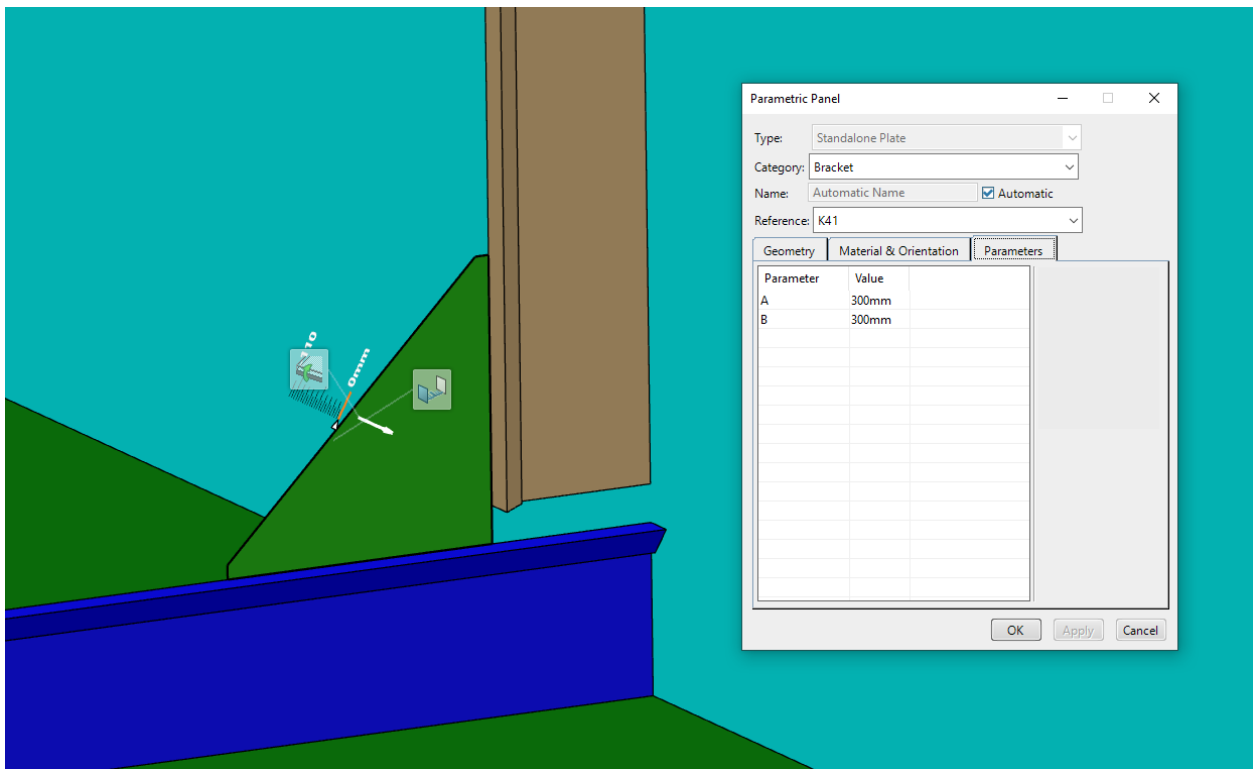 Parametric Panel
Type: Standalone Plate
Category: Bracket
Name: Automatic Name Automatic
Reference: K41
Geometry Material & Orientation Parameters
Parameter Value
A 300mm
B 300mm
0mm
OK Apply Cancel